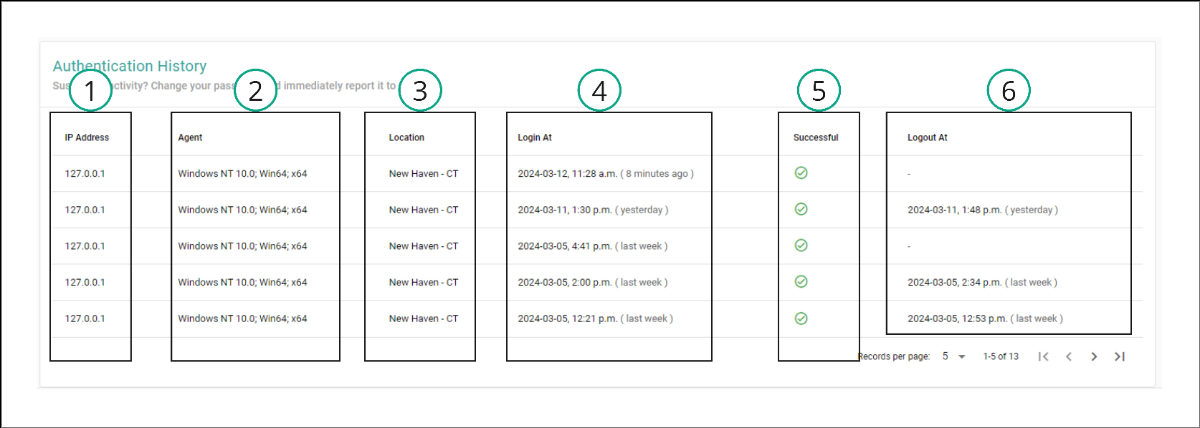 Authentication History
Sus ctivity? Change your pass d immediately report it to
1 2 3 4 5 6
IP Address Agent Location Login At Successful Logout At
127.0.0.1 Windows NT 10.0; Win64; x64 New Haven - CT 2024-03-12, 11:28 a.m. ( 8 minutes ago ) -
127.0.0.1 Windows NT 10.0; Win64; x64 New Haven - CT 2024-03-11, 1:30 p.m. ( yesterday ) 2024-03-11, 1:48 p.m. ( yesterday )
127.0.0.1 Windows NT 10.0; Win64; x64 New Haven - CT 2024-03-05, 4:41 p.m. ( last week ) -
127.0.0.1 Windows NT 10.0; Win64; x64 New Haven - CT 2024-03-05, 2:00 p.m. ( last week ) 2024-03-05, 2:34 p.m. ( last week )
127.0.0.1 Windows NT 10.0; Win64; x64 New Haven - CT 2024-03-05, 12:21 p.m. ( last week ) 2024-03-05, 12:53 p.m. ( last week )
Records per page: 5 1-5 of 13